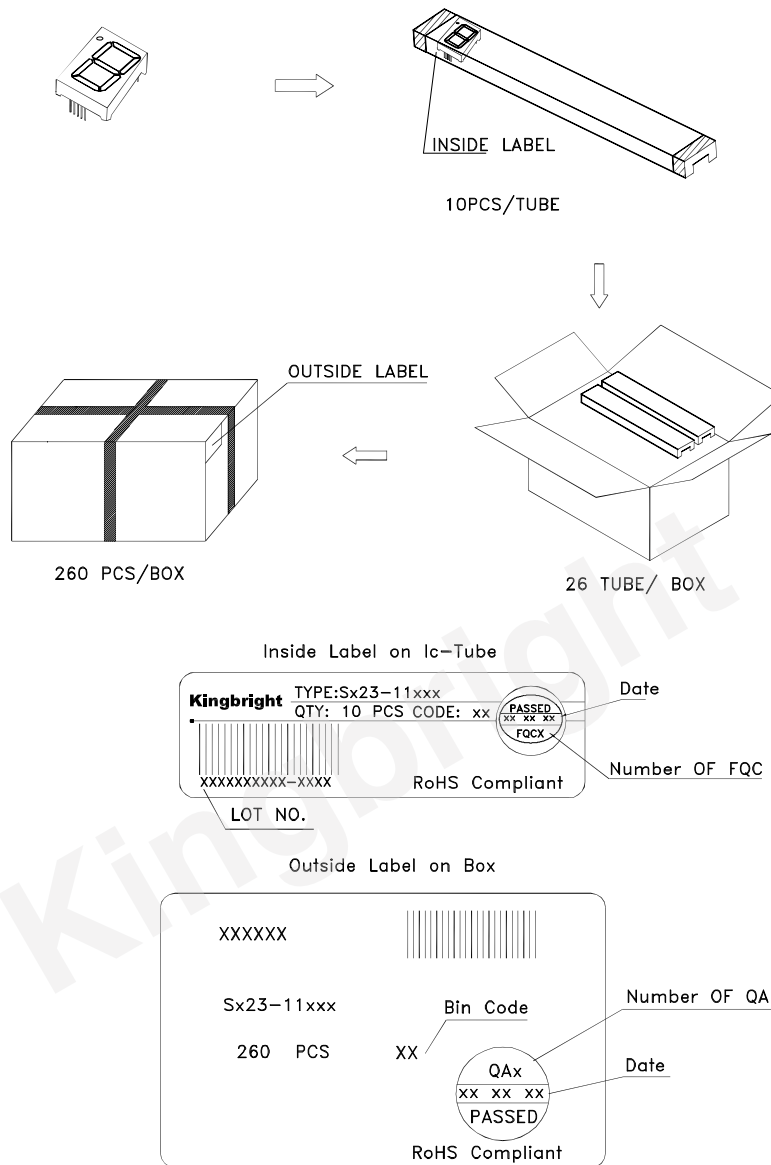 INSIDE LABEL
10PCS/TUBE
OUTSIDE LABEL
260 PCS/BOX
26 TUBE/ BOX
Inside Label on Ic-Tube
Kingbright
TYPE:Sx23-11xxx
QTY: 10 PCS CODE: xx
PASSED
xx xx xx
FQCX
Date
Number OF FQC
XXXXXXXXXX-XXXX
RoHS Compliant
LOT NO.
Outside Label on Box
XXXXXX
Sx23-11xxx
Bin Code
Number OF QA
260 PCS
XX
QAx
Date
xx xx xx
PASSED
RoHS Compliant
Kingbright